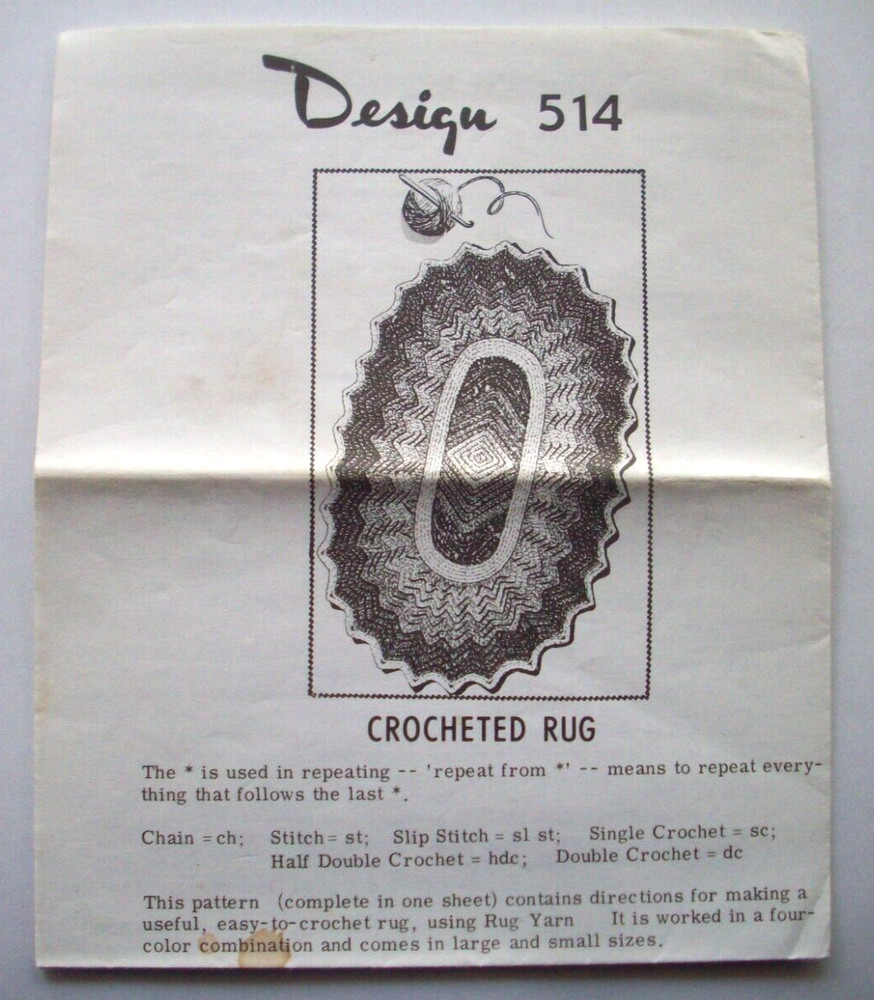 Design 514
CROCHETED RUG
The * is used in repeating -- 'repeat from *' -- means to repeat every-
thing that follows the last *.
Chain = ch; Stitch= st; Slip Stitch = sl st; Single Crochet = sc;
Half Double Crochet = hdc; Double Crochet = dc
This pattern (complete in one sheet) contains directions for making a
useful, easy-to-crochet rug, using Rug Yarn It is worked in a four-
color combination and comes in large and small sizes.